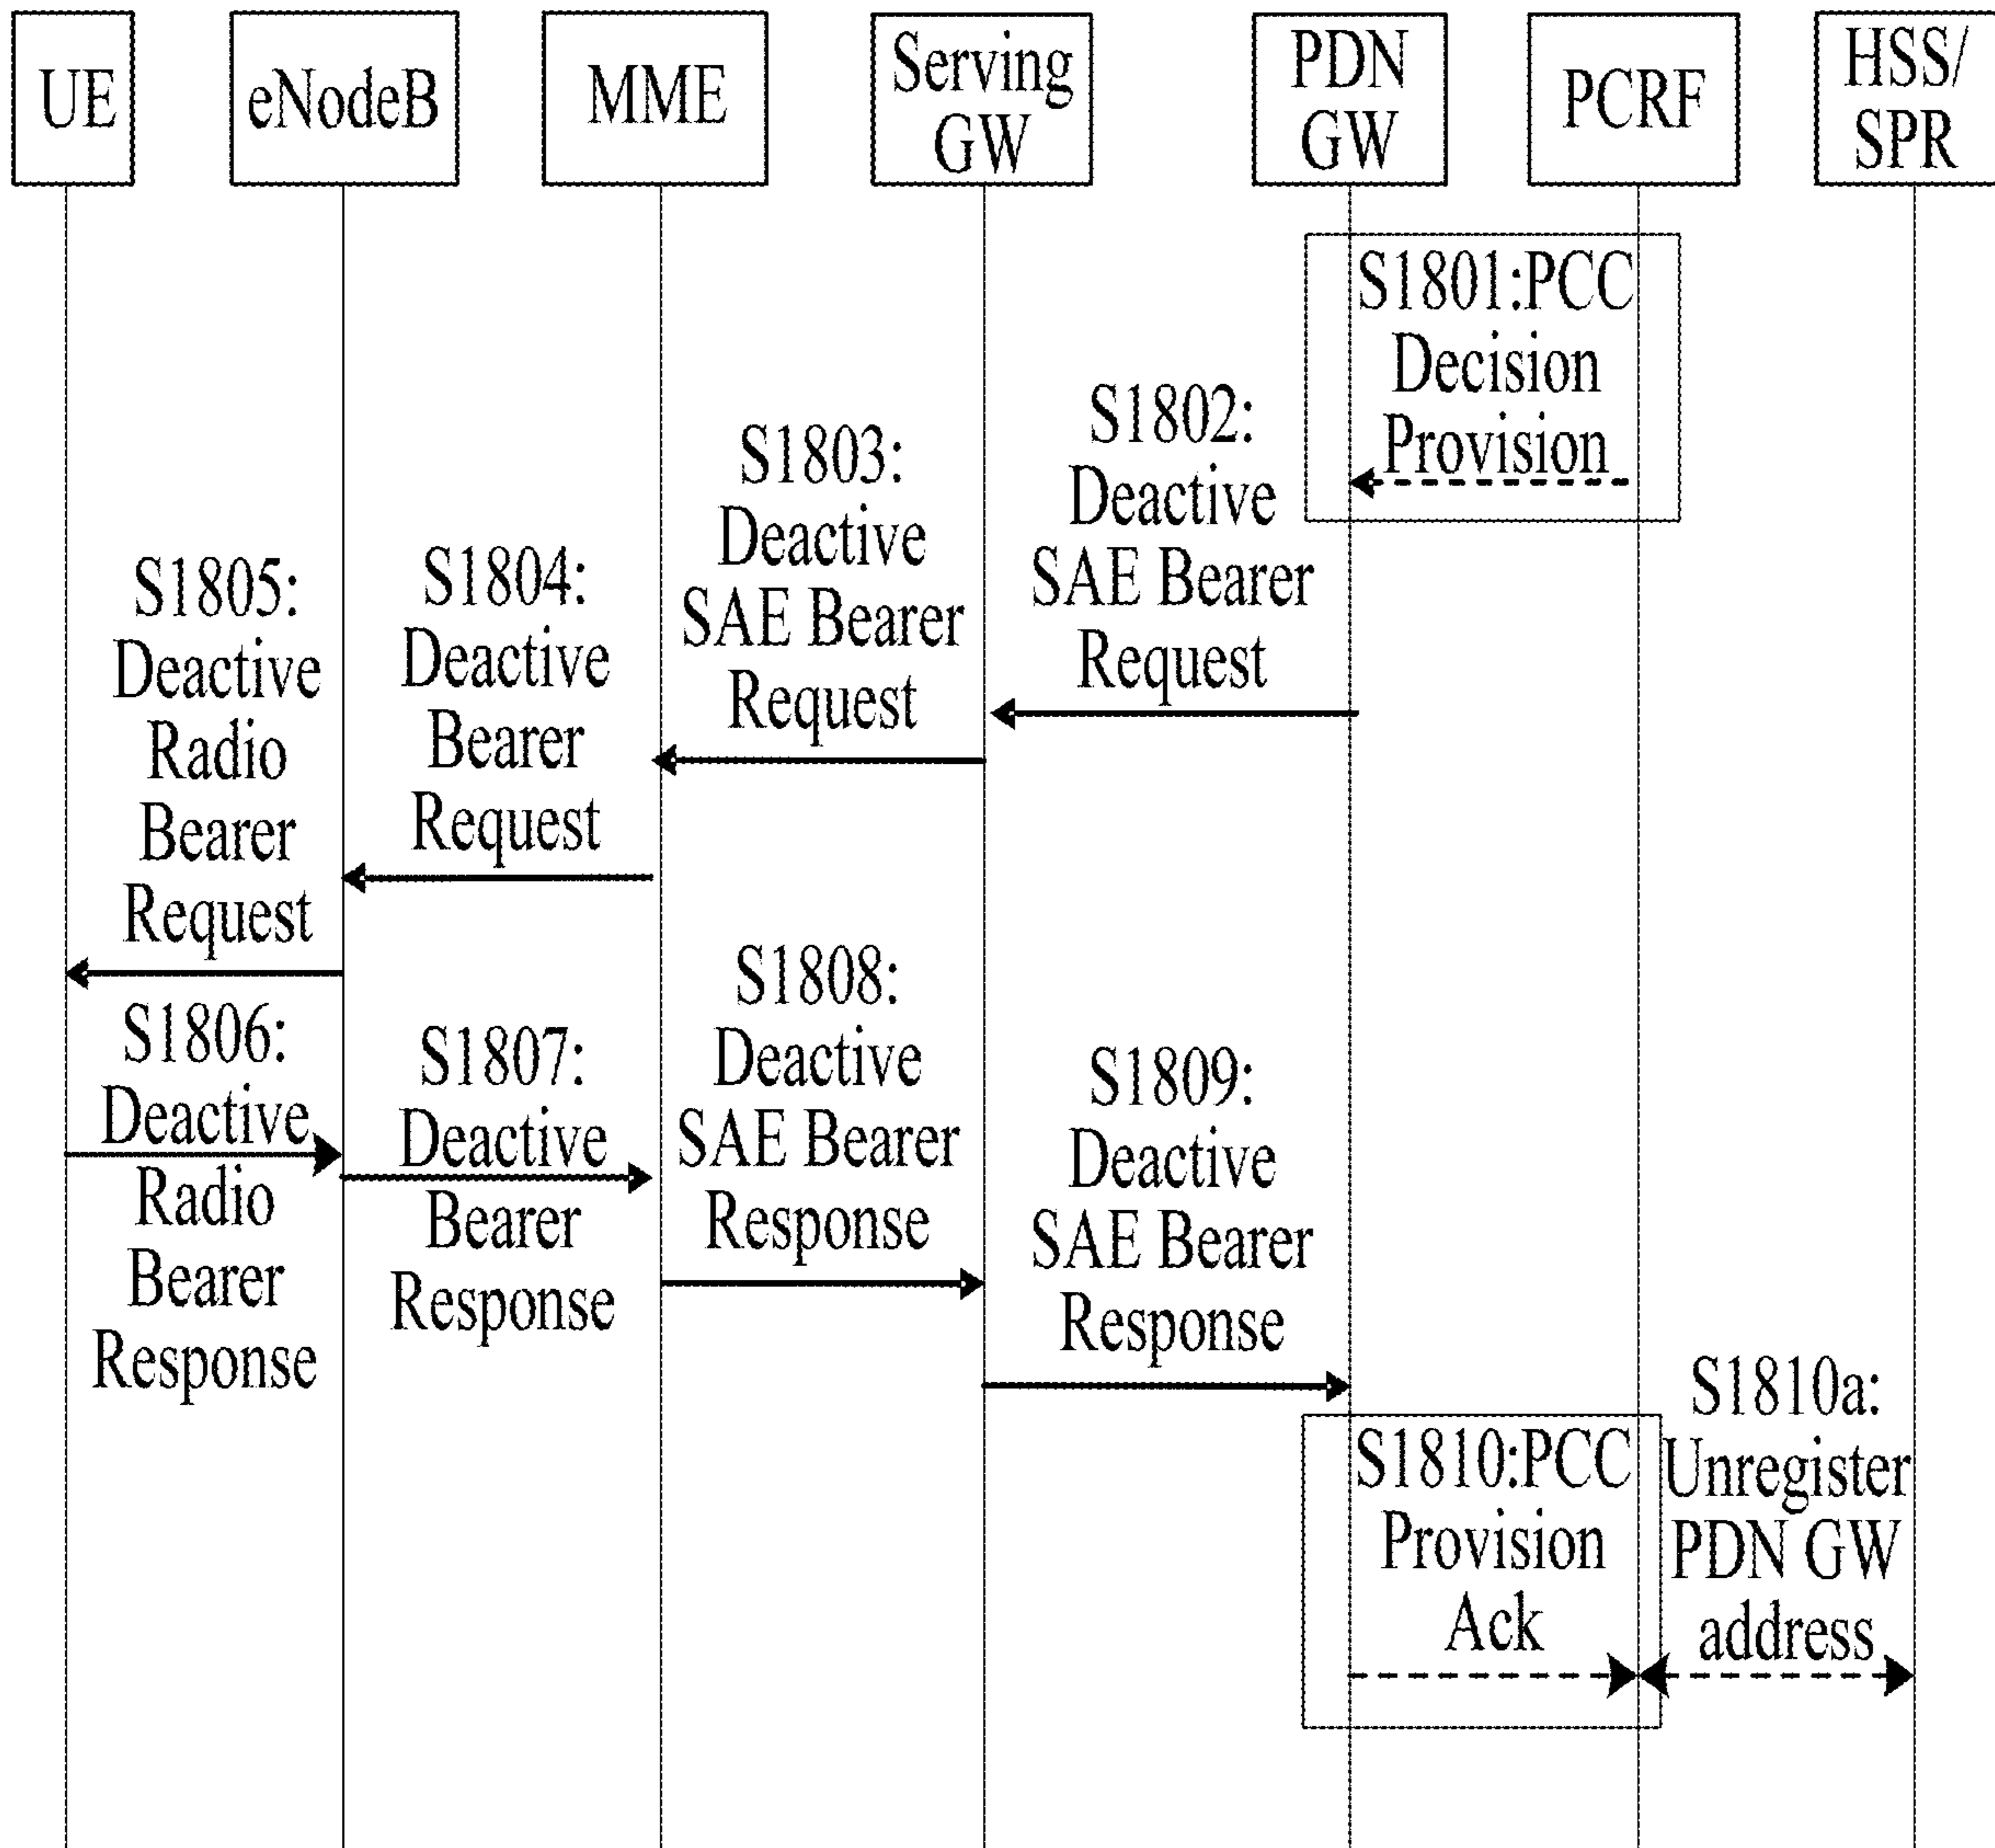 UE
eNodeB
MME
Serving
GW
PDN
GW
PCRF
HSS/
SPR
S1801:PCC
Decision
Provision
S1802:
Deactive
SAE Bearer
Request
S1803:
Deactive
SAE Bearer
Request
S1804:
Deactive
Bearer
Request
S1805:
Deactive
Radio
Bearer
Request
S1806:
Deactive
Radio
Bearer
Response
S1807:
Deactive
Bearer
Response
S1808:
Deactive
SAE Bearer
Response
S1809:
Deactive
SAE Bearer
Response
S1810:PCC
Provision
Ack
S1810a:
Unregister
PDN GW
address